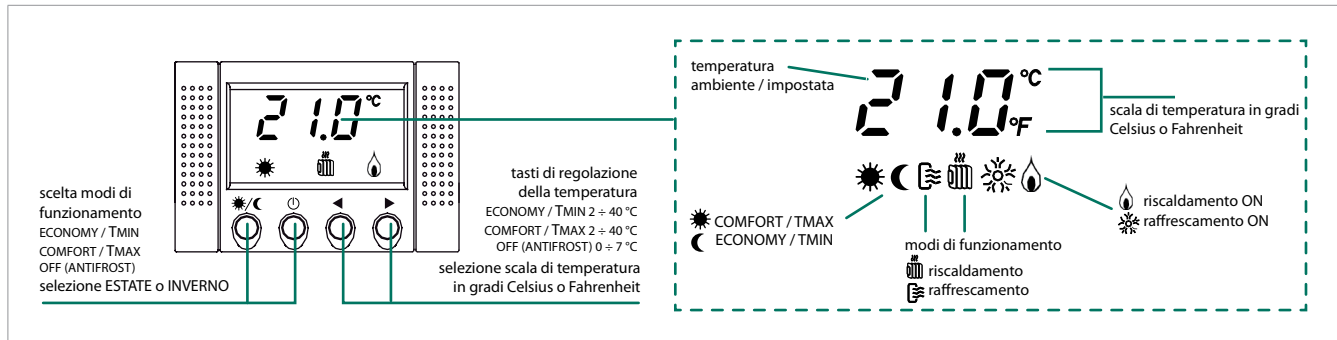 21.0 °C
scelta modi di
funzionamento
ECONOMY / TMIN
COMFORT / TMAX
OFF (ANTIFROST)
selezione ESTATE o INVERNO
tasti di regolazione
della temperatura
ECONOMY / TMIN 2 ÷ 40 °C
COMFORT / TMAX 2 ÷ 40 °C
OFF (ANTIFROST) 0 ÷ 7 °C
selezione scala di temperatura
in gradi Celsius o Fahrenheit
temperatura
ambiente / impostata
21.0 °C
°F
scala di temperatura in gradi
Celsius o Fahrenheit
COMFORT / TMAX
ECONOMY / TMIN
modi di funzionamento
riscaldamento
raffrescamento
riscaldamento ON
raffrescamento ON